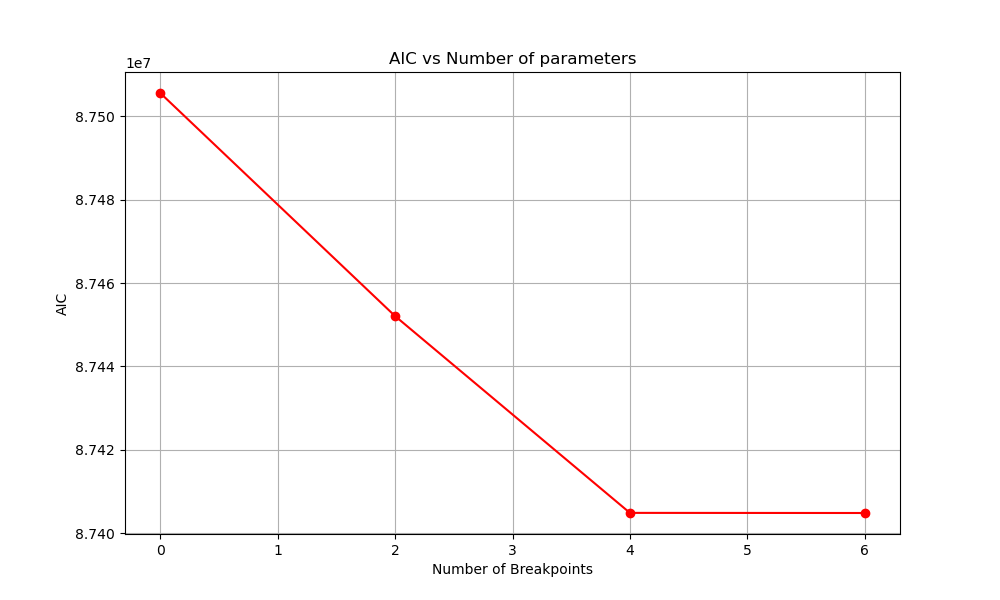 AIC vs Number of parameters
1e7
8.750
8.748
8.746
8.744
8.742
8.740
AIC
0 1 2 3 4 5 6
Number of Breakpoints